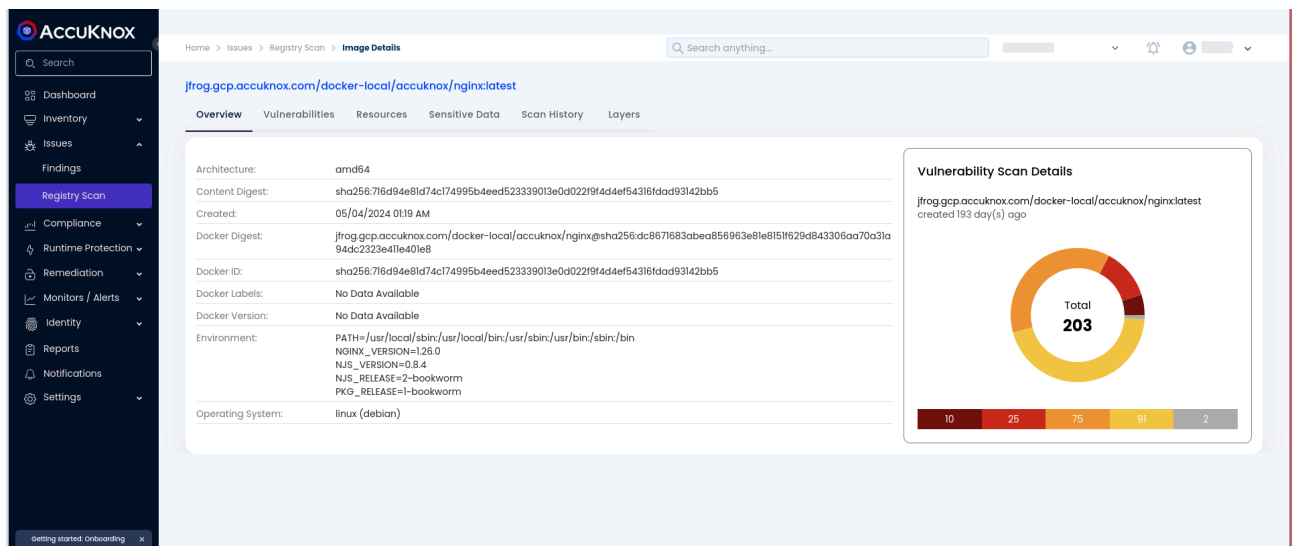 ACCUKNOX
Search
Dashboard
Inventory
Issues
Findings
Registry Scan
Compliance
Runtime Protection
Remediation
Monitors / Alerts
Identity
Reports
Notifications
Settings
Getting started: Onboarding x
Home > Issues > Registry Scan > Image Details
Search anything...
jfrog.gcp.accuknox.com/docker-local/accuknox/nginx:latest
Overview Vulnerabilities Resources Sensitive Data Scan History Layers
Architecture: amd64
Content Digest: sha256:716d94e81d74c174995b4eed523339013e0d022f9f4d4ef54316fdad93142bb5
Created: 05/04/2024 01:19 AM
Docker Digest: jfrog.gcp.accuknox.com/docker-local/accuknox/nginx@sha256:dc8671683abea856963e81e8151f629d843306aa70a31a
94dc2323e411e401e8
Docker ID: sha256:716d94e81d74c174995b4eed523339013e0d022f9f4d4ef54316fdad93142bb5
Docker Labels: No Data Available
Docker Version: No Data Available
Environment: PATH=/usr/local/sbin:/usr/local/bin:/usr/sbin:/usr/bin:/sbin:/bin
NGINX_VERSION=1.26.0
NJS_VERSION=0.8.4
NJS_RELEASE=2~bookworm
PKG_RELEASE=1~bookworm
Operating System: linux (debian)
Vulnerability Scan Details
jfrog.gcp.accuknox.com/docker-local/accuknox/nginx:latest
created 193 day(s) ago
Total
203
10 25 75 91 2